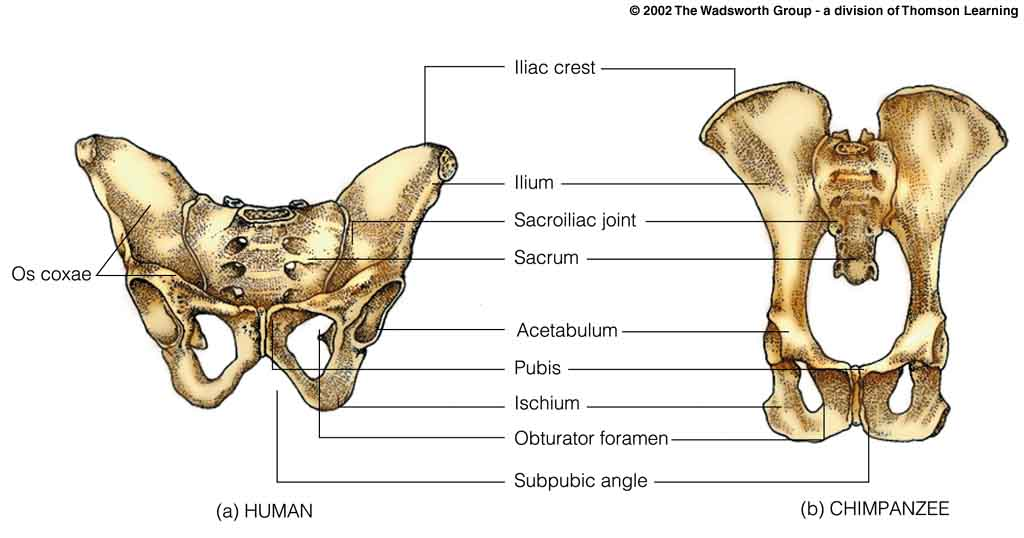 © 2002 The Wadsworth Group - a division of Thomson Learning
Iliac crest
Ilium
Sacroiliac joint
Sacrum
Os coxae
Acetabulum
Pubis
Ischium
Obturator foramen
Subpubic angle
(a) HUMAN
(b) CHIMPANZEE